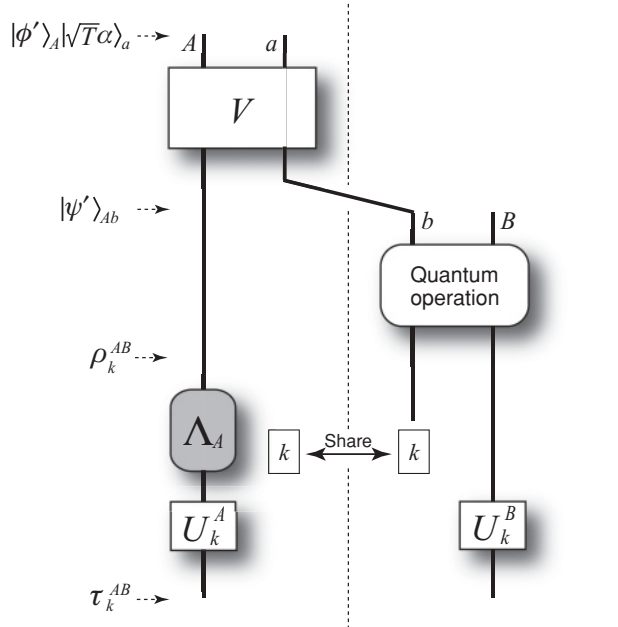 |ϕ′⟩_A|√Tα⟩_a
A
a
V
|ψ′⟩_Ab
b
B
Quantum
operation
ρ_k^AB
Λ_A
k
Share
k
U_k^A
U_k^B
τ_k^AB